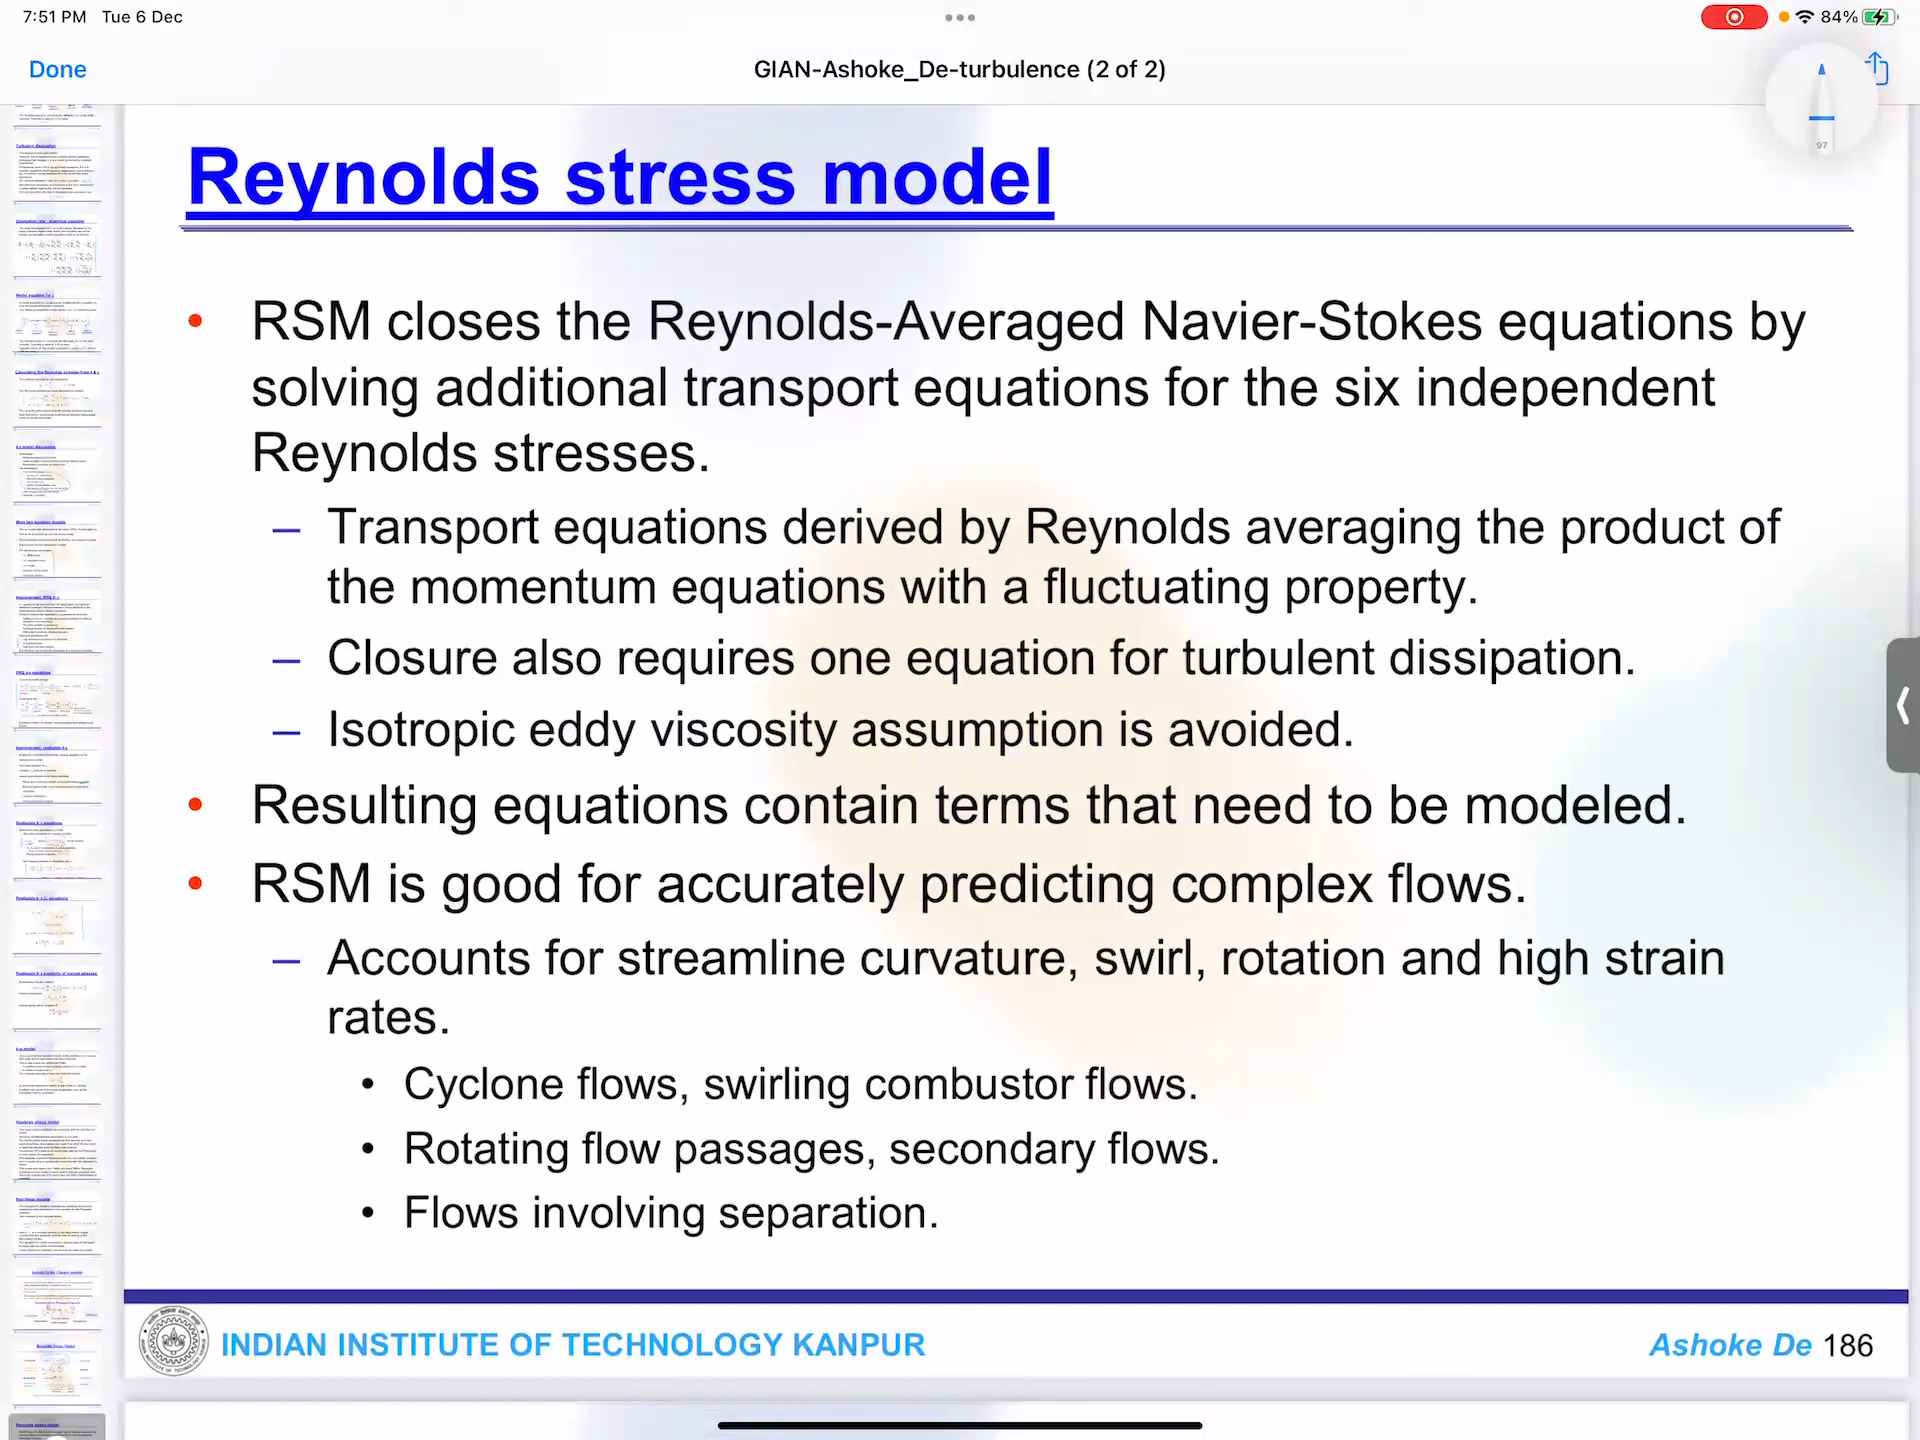 7:51 PM Tue 6 Dec
84%
Done
GIAN-Ashoke_De-turbulence (2 of 2)
97
Reynolds stress model
• RSM closes the Reynolds-Averaged Navier-Stokes equations by
solving additional transport equations for the six independent
Reynolds stresses.
– Transport equations derived by Reynolds averaging the product of
the momentum equations with a fluctuating property.
– Closure also requires one equation for turbulent dissipation.
– Isotropic eddy viscosity assumption is avoided.
• Resulting equations contain terms that need to be modeled.
• RSM is good for accurately predicting complex flows.
– Accounts for streamline curvature, swirl, rotation and high strain
rates.
• Cyclone flows, swirling combustor flows.
• Rotating flow passages, secondary flows.
• Flows involving separation.
INDIAN INSTITUTE OF TECHNOLOGY KANPUR
Ashoke De 186